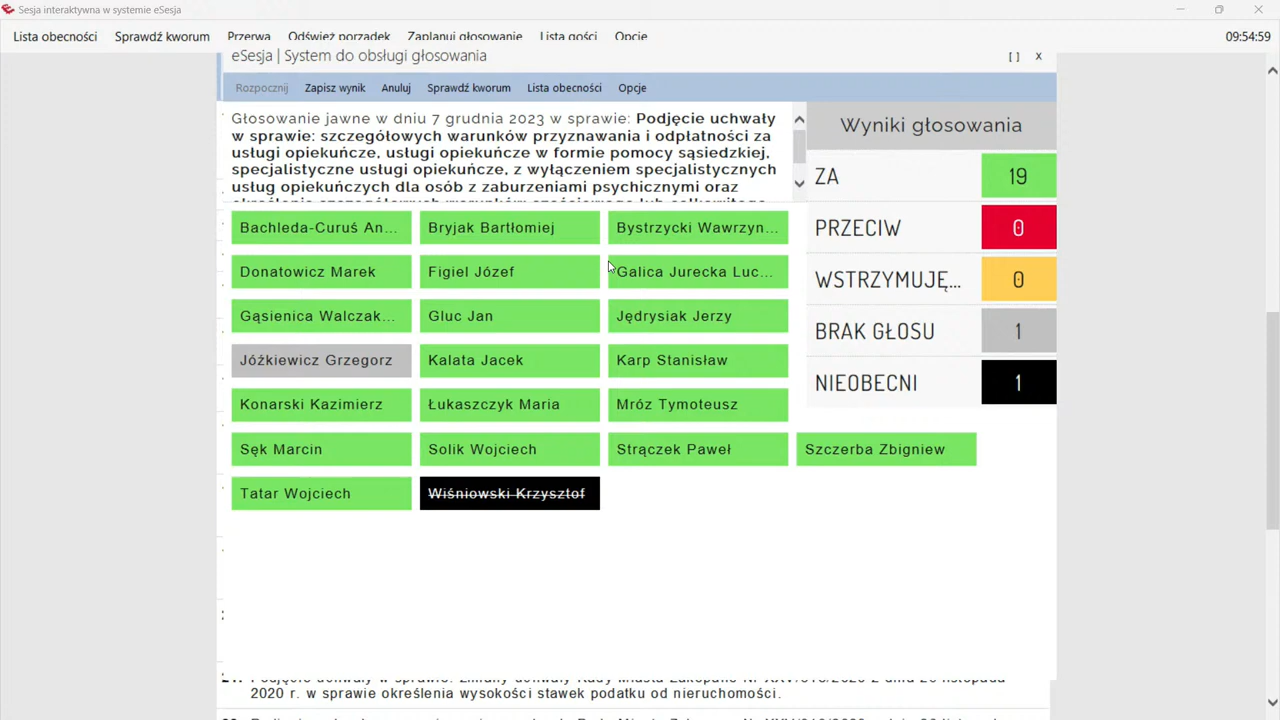 Sesja interaktywna w systemie eSesja
Lista obecności Sprawdź kworum Przerwa Odśwież porządek Zaplanuj głosowanie Lista gości Opcje 09:54:59
eSesja | System do obsługi głosowania [ ] x
Rozpocznij Zapisz wynik Anuluj Sprawdź kworum Lista obecności Opcje
Głosowanie jawne w dniu 7 grudnia 2023 w sprawie: Podjęcie uchwały
w sprawie: szczegółowych warunków przyznawania i odpłatności za
usługi opiekuńcze, usługi opiekuńcze w formie pomocy sąsiedzkiej,
specjalistyczne usługi opiekuńcze, z wyłączeniem specjalistycznych
usług opiekuńczych dla osób z zaburzeniami psychicznymi oraz
Wyniki głosowania
ZA 19
PRZECIW 0
WSTRZYMUJĘ... 0
BRAK GŁOSU 1
NIEOBECNI 1
Bachleda-Curuś An... Bryjak Bartłomiej Bystrzycki Wawrzyn...
Donatowicz Marek Figiel Józef Galica Jurecka Luc...
Gąsienica Walczak... Gluc Jan Jędrysiak Jerzy
Jóżkiewicz Grzegorz Kalata Jacek Karp Stanisław
Konarski Kazimierz Łukaszczyk Maria Mróz Tymoteusz
Sęk Marcin Solik Wojciech Strączek Paweł Szczerba Zbigniew
Tatar Wojciech Wiśniowski Krzysztof
2020 r. w sprawie określenia wysokości stawek podatku od nieruchomości.